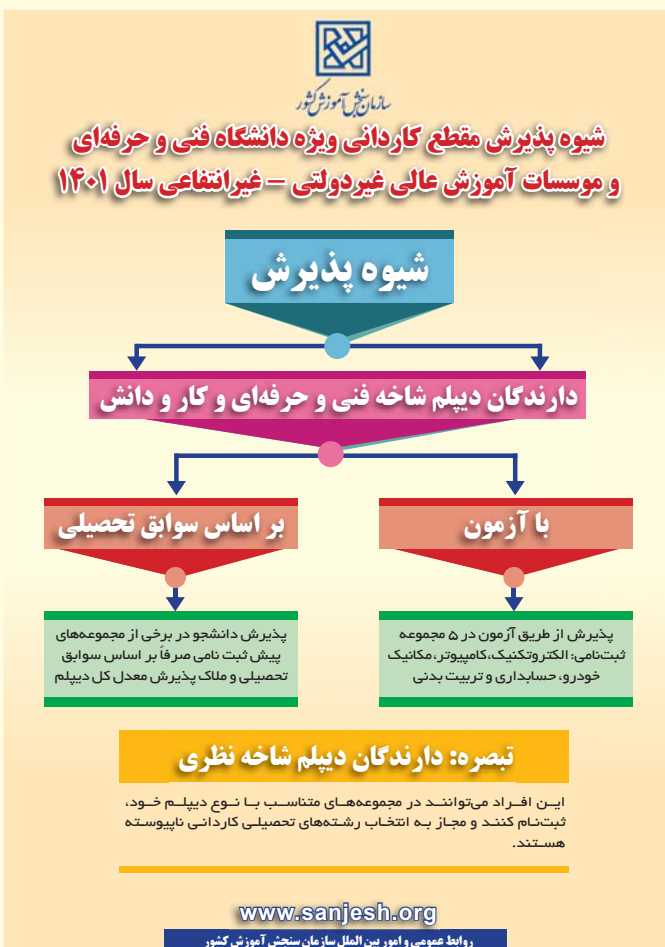 سازمان سنجش آموزش کشور
شیوه پذیرش مقطع کاردانی ویژه دانشگاه فنی و حرفه‌ای
و موسسات آموزش عالی غیردولتی – غیرانتفاعی سال ۱۴۰۱
شیوه پذیرش
دارندگان دیپلم شاخه فنی و حرفه‌ای و کار و دانش
با آزمون
پذیرش از طریق آزمون در ۵ مجموعه
ثبت‌نامی: الکتروتکنیک،کامپیوتر، مکانیک
خودرو، حسابداری و تربیت بدنی
بر اساس سوابق تحصیلی
پذیرش دانشجو در برخی از مجموعه‌های
پیش ثبت نامی صرفاً بر اساس سوابق
تحصیلی و ملاک پذیرش معدل کل دیپلم
تبصره: دارندگان دیپلم شاخه نظری
این افراد می‌توانند در مجموعه‌های متناسب با نوع دیپلم خود،
ثبت‌نام کنند و مجاز به انتخاب رشته‌های تحصیلی کاردانی ناپیوسته
هستند.
www.sanjesh.org
روابط عمومی و امور بین الملل سازمان سنجش آموزش کشور